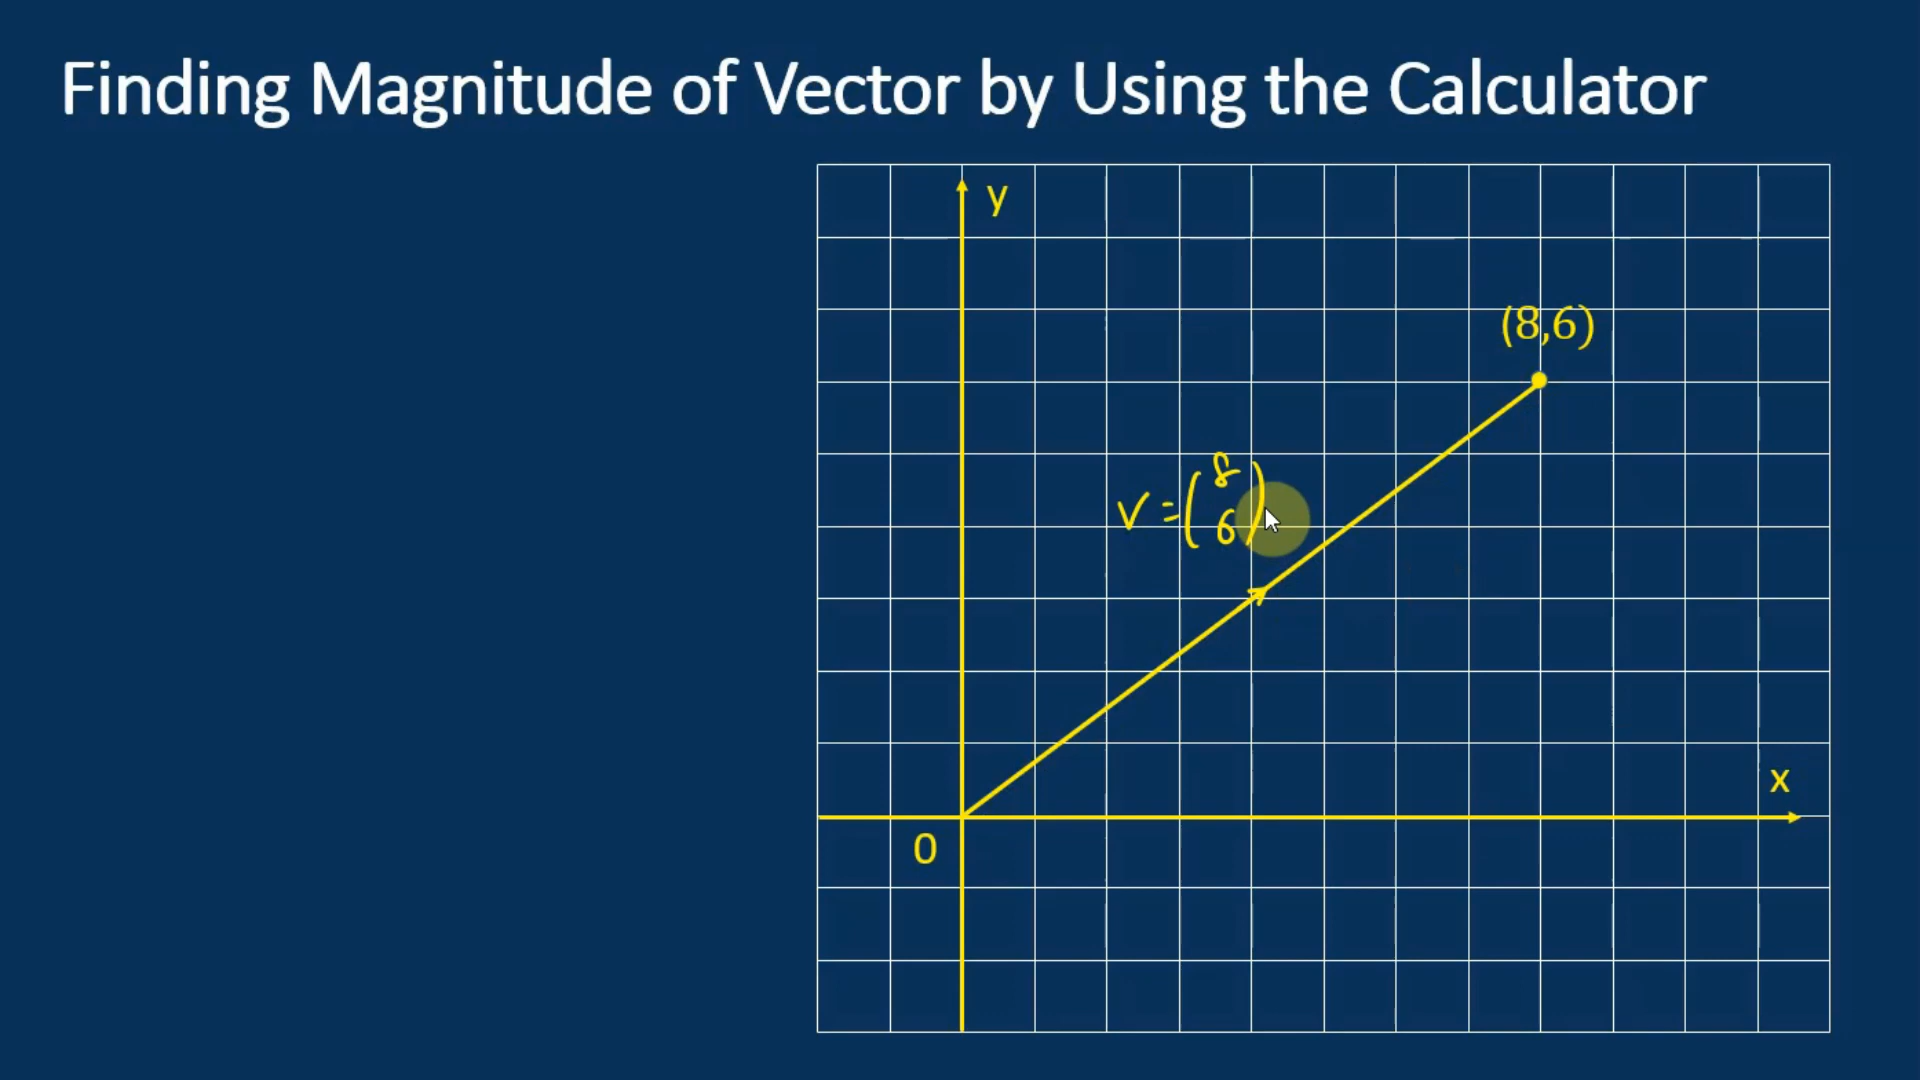 Finding Magnitude of Vector by Using the Calculator
y
(8,6)
V = (8
6)
x
0